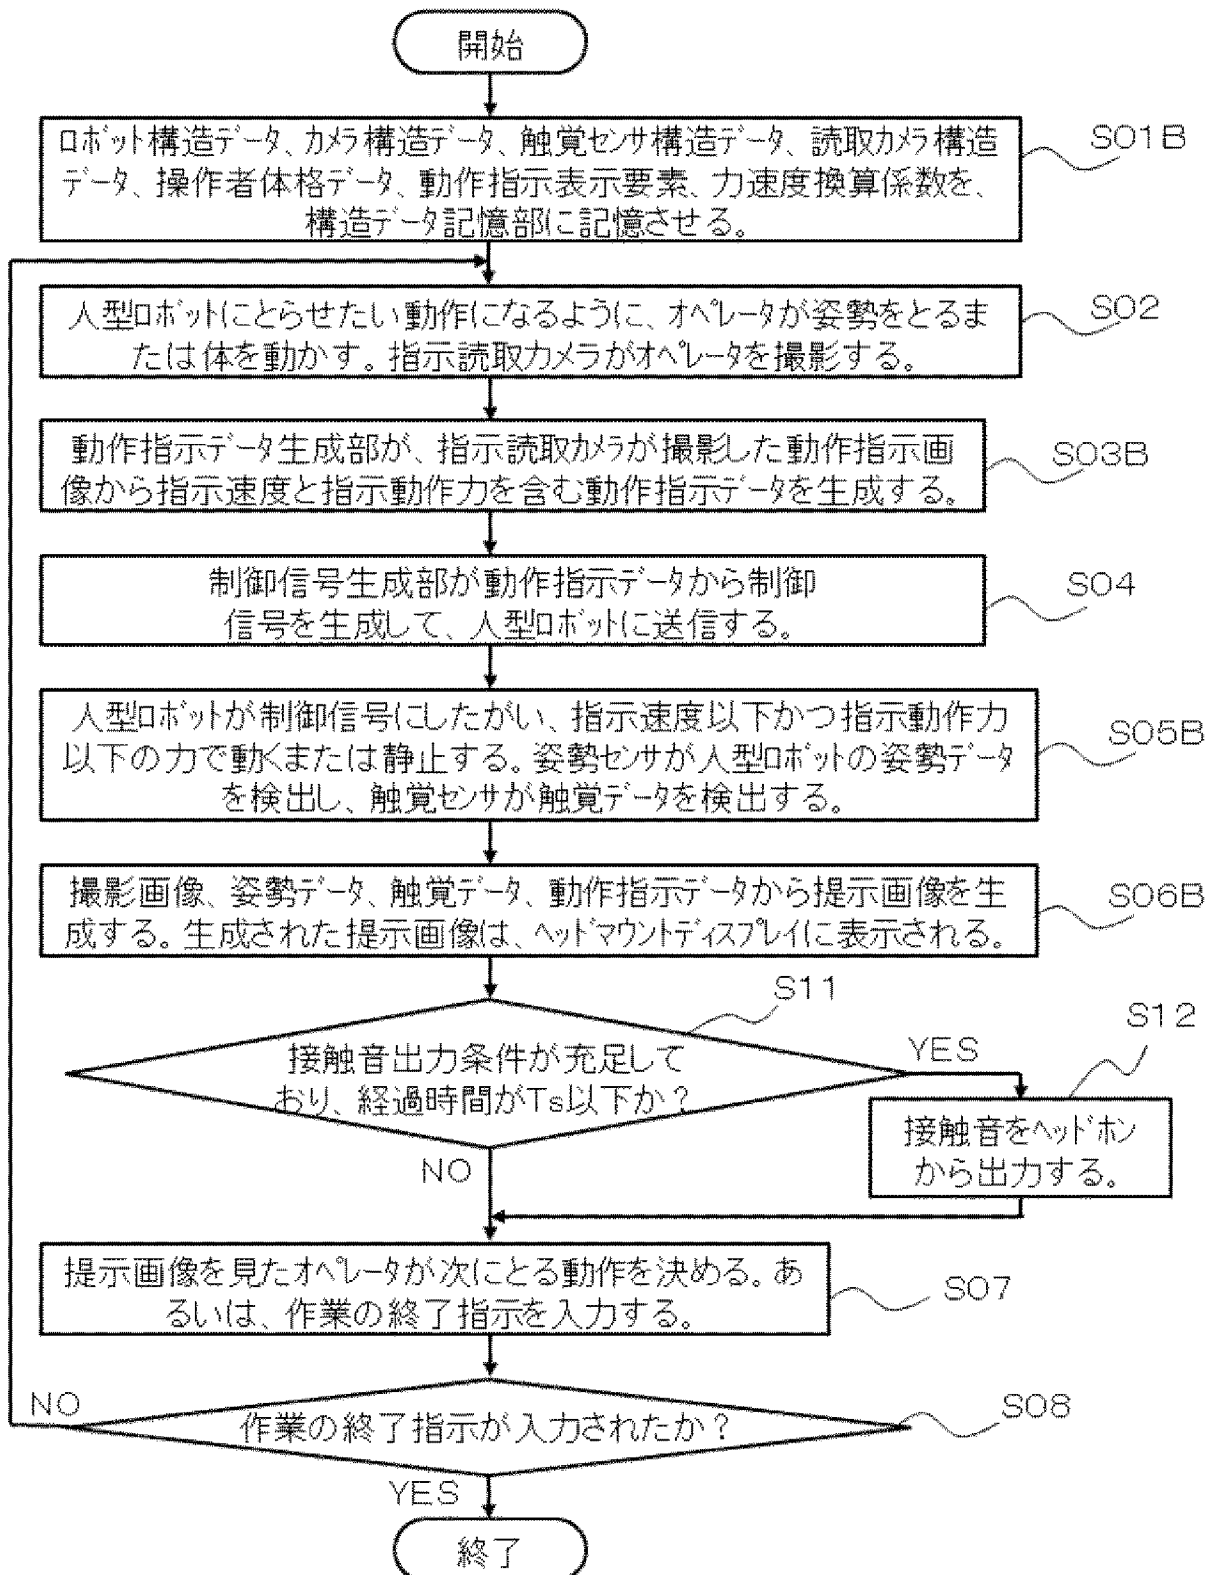 開始
ロボット構造データ、カメラ構造データ、触覚センサ構造データ、読取カメラ構造
データ、操作者体格データ、動作指示表示要素、力速度換算係数を、
構造データ記憶部に記憶させる。
S01B
人型ロボットにとらせたい動作になるように、オペレータが姿勢をとるま
たは体を動かす。指示読取カメラがオペレータを撮影する。
S02
動作指示データ生成部が、指示読取カメラが撮影した動作指示画
像から指示速度と指示動作力を含む動作指示データを生成する。
S03B
制御信号生成部が動作指示データから制御
信号を生成して、人型ロボットに送信する。
S04
人型ロボットが制御信号にしたがい、指示速度以下かつ指示動作力
以下の力で動くまたは静止する。姿勢センサが人型ロボットの姿勢データ
を検出し、触覚センサが触覚データを検出する。
S05B
撮影画像、姿勢データ、触覚データ、動作指示データから提示画像を生
成する。生成された提示画像は、ヘッドマウントディスプレイに表示される。
S06B
S11
接触音出力条件が充足して
おり、経過時間がTs以下か？
YES
NO
S12
接触音をヘッドホン
から出力する。
提示画像を見たオペレータが次にとる動作を決める。あ
るいは、作業の終了指示を入力する。
S07
NO
作業の終了指示が入力されたか？
S08
YES
終了